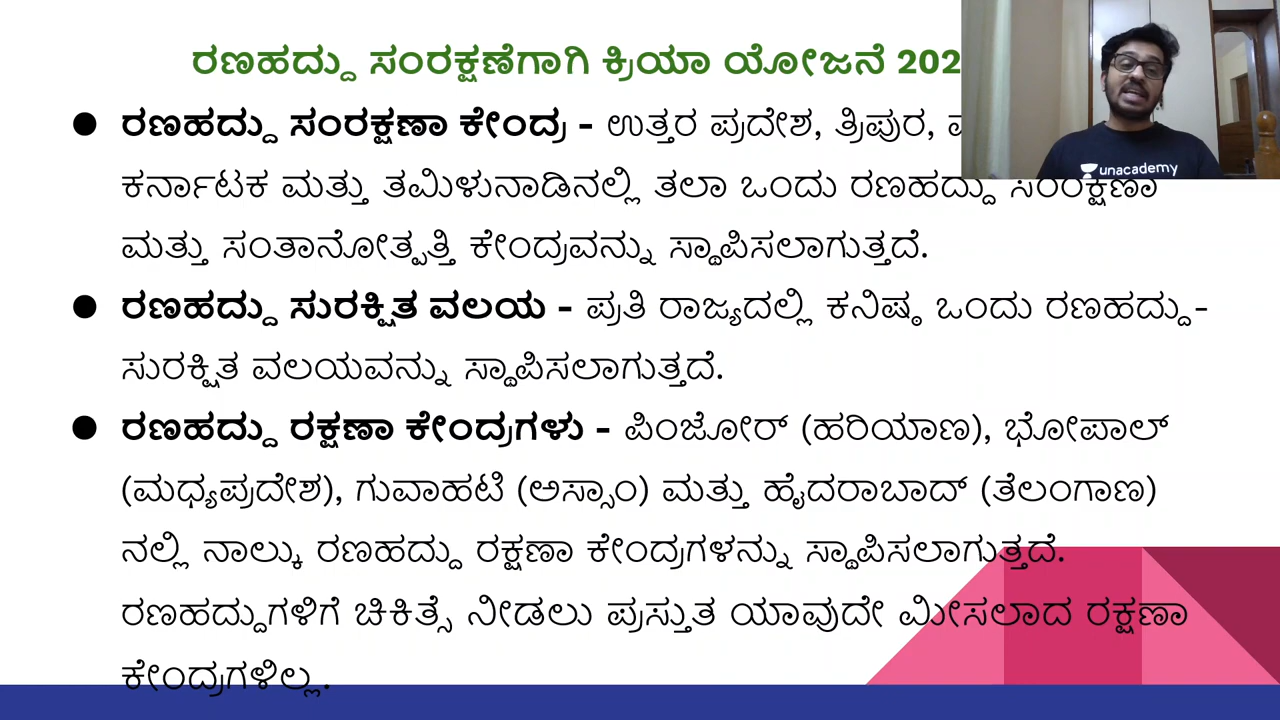 ರಣಹದ್ದು ಸಂರಕ್ಷಣೆಗಾಗಿ ಕ್ರಿಯಾ ಯೋಜನೆ 202
● ರಣಹದ್ದು ಸಂರಕ್ಷಣಾ ಕೇಂದ್ರ - ಉತ್ತರ ಪ್ರದೇಶ, ತ್ರಿಪುರ,
ಕರ್ನಾಟಕ ಮತ್ತು ತಮಿಳುನಾಡಿನಲ್ಲಿ ತಲಾ ಒಂದು ರಣಹದ್ದು ಸಂರಕ್ಷಣಾ
ಮತ್ತು ಸಂತಾನೋತ್ಪತ್ತಿ ಕೇಂದ್ರವನ್ನು ಸ್ಥಾಪಿಸಲಾಗುತ್ತದೆ.
● ರಣಹದ್ದು ಸುರಕ್ಷಿತ ವಲಯ - ಪ್ರತಿ ರಾಜ್ಯದಲ್ಲಿ ಕನಿಷ್ಠ ಒಂದು ರಣಹದ್ದು-
ಸುರಕ್ಷಿತ ವಲಯವನ್ನು ಸ್ಥಾಪಿಸಲಾಗುತ್ತದೆ.
● ರಣಹದ್ದು ರಕ್ಷಣಾ ಕೇಂದ್ರಗಳು - ಪಿಂಜೋರ್ (ಹರಿಯಾಣ), ಭೋಪಾಲ್
(ಮಧ್ಯಪ್ರದೇಶ), ಗುವಾಹಟಿ (ಅಸ್ಸಾಂ) ಮತ್ತು ಹೈದರಾಬಾದ್ (ತೆಲಂಗಾಣ)
ನಲ್ಲಿ ನಾಲ್ಕು ರಣಹದ್ದು ರಕ್ಷಣಾ ಕೇಂದ್ರಗಳನ್ನು ಸ್ಥಾಪಿಸಲಾಗುತ್ತದೆ.
ರಣಹದ್ದುಗಳಿಗೆ ಚಿಕಿತ್ಸೆ ನೀಡಲು ಪ್ರಸ್ತುತ ಯಾವುದೇ ಮೀಸಲಾದ ರಕ್ಷಣಾ
ಕೇಂದ್ರಗಳಿಲ್ಲ.
unacademy